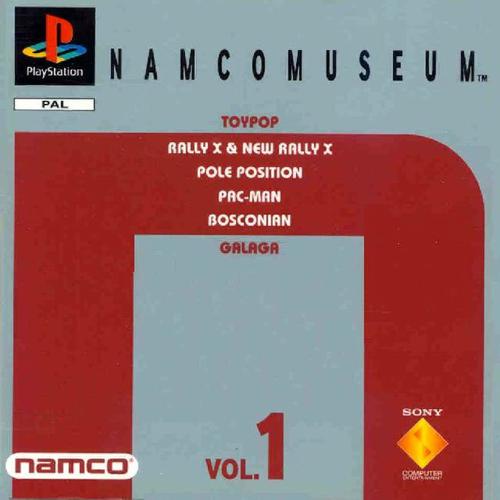 NAMCOMUSEUM™
PlayStation
PAL
TOYPOP
RALLY X & NEW RALLY X
POLE POSITION
PAC-MAN
BOSCONIAN
GALAGA
VOL.1
namco®
SONY
COMPUTER
ENTERTAINMENT